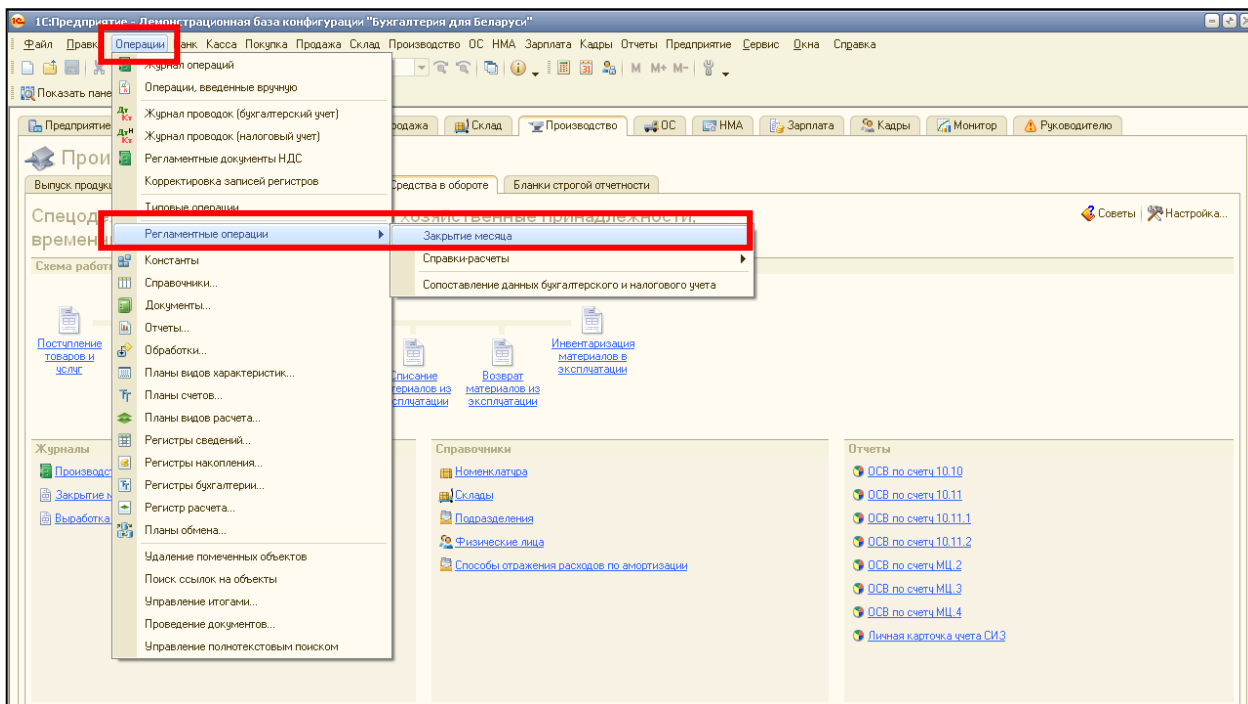 1С:Предприятие - Демонстрационная база конфигурации "Бухгалтерия для Беларуси"
Файл Правк Операции анк Касса Покупка Продажа Склад Производство ОС НМА Зарплата Кадры Отчеты Предприятие Сервис Окна Справка
M M+ M-
Показать пане
Предприятие родажа Склад Производство ОС НМА Зарплата Кадры Монитор Руководителю
Прои
Выпуск продукц Средства в обороте Бланки строгой отчетности
Спецоде хозяйственные принадлежности,
времен
Советы Настройка...
Схема работ
Журнал операций
Операции, введенные вручную
Журнал проводок (бухгалтерский учет)
Журнал проводок (налоговый учет)
Регламентные документы НДС
Корректировка записей регистров
Типовые операции
Регламентные операции
Константы
Справочники...
Документы...
Отчеты...
Обработки...
Планы видов характеристик...
Планы счетов...
Планы видов расчета...
Регистры сведений...
Регистры накопления...
Регистры бухгалтерии...
Регистр расчета...
Планы обмена...
Удаление помеченных объектов
Поиск ссылок на объекты
Управление итогами...
Проведение документов...
Управление полнотекстовым поиском
Закрытие месяца
Справки-расчеты
Сопоставление данных бухгалтерского и налогового учета
Поступление
товаров и
услуг
Списание
териалов из
сплуатации
Возврат
материалов из
эксплуатации
Инвентаризация
материалов в
эксплуатации
Журналы
Производст
Закрытие м
Выработка
Справочники
Номенклатура
Склады
Подразделения
Физические лица
Способы отражения расходов по амортизации
Отчеты
ОСВ по счету 10.10
ОСВ по счету 10.11
ОСВ по счету 10.11.1
ОСВ по счету 10.11.2
ОСВ по счету МЦ.2
ОСВ по счету МЦ.3
ОСВ по счету МЦ.4
Личная карточка учета СИЗ